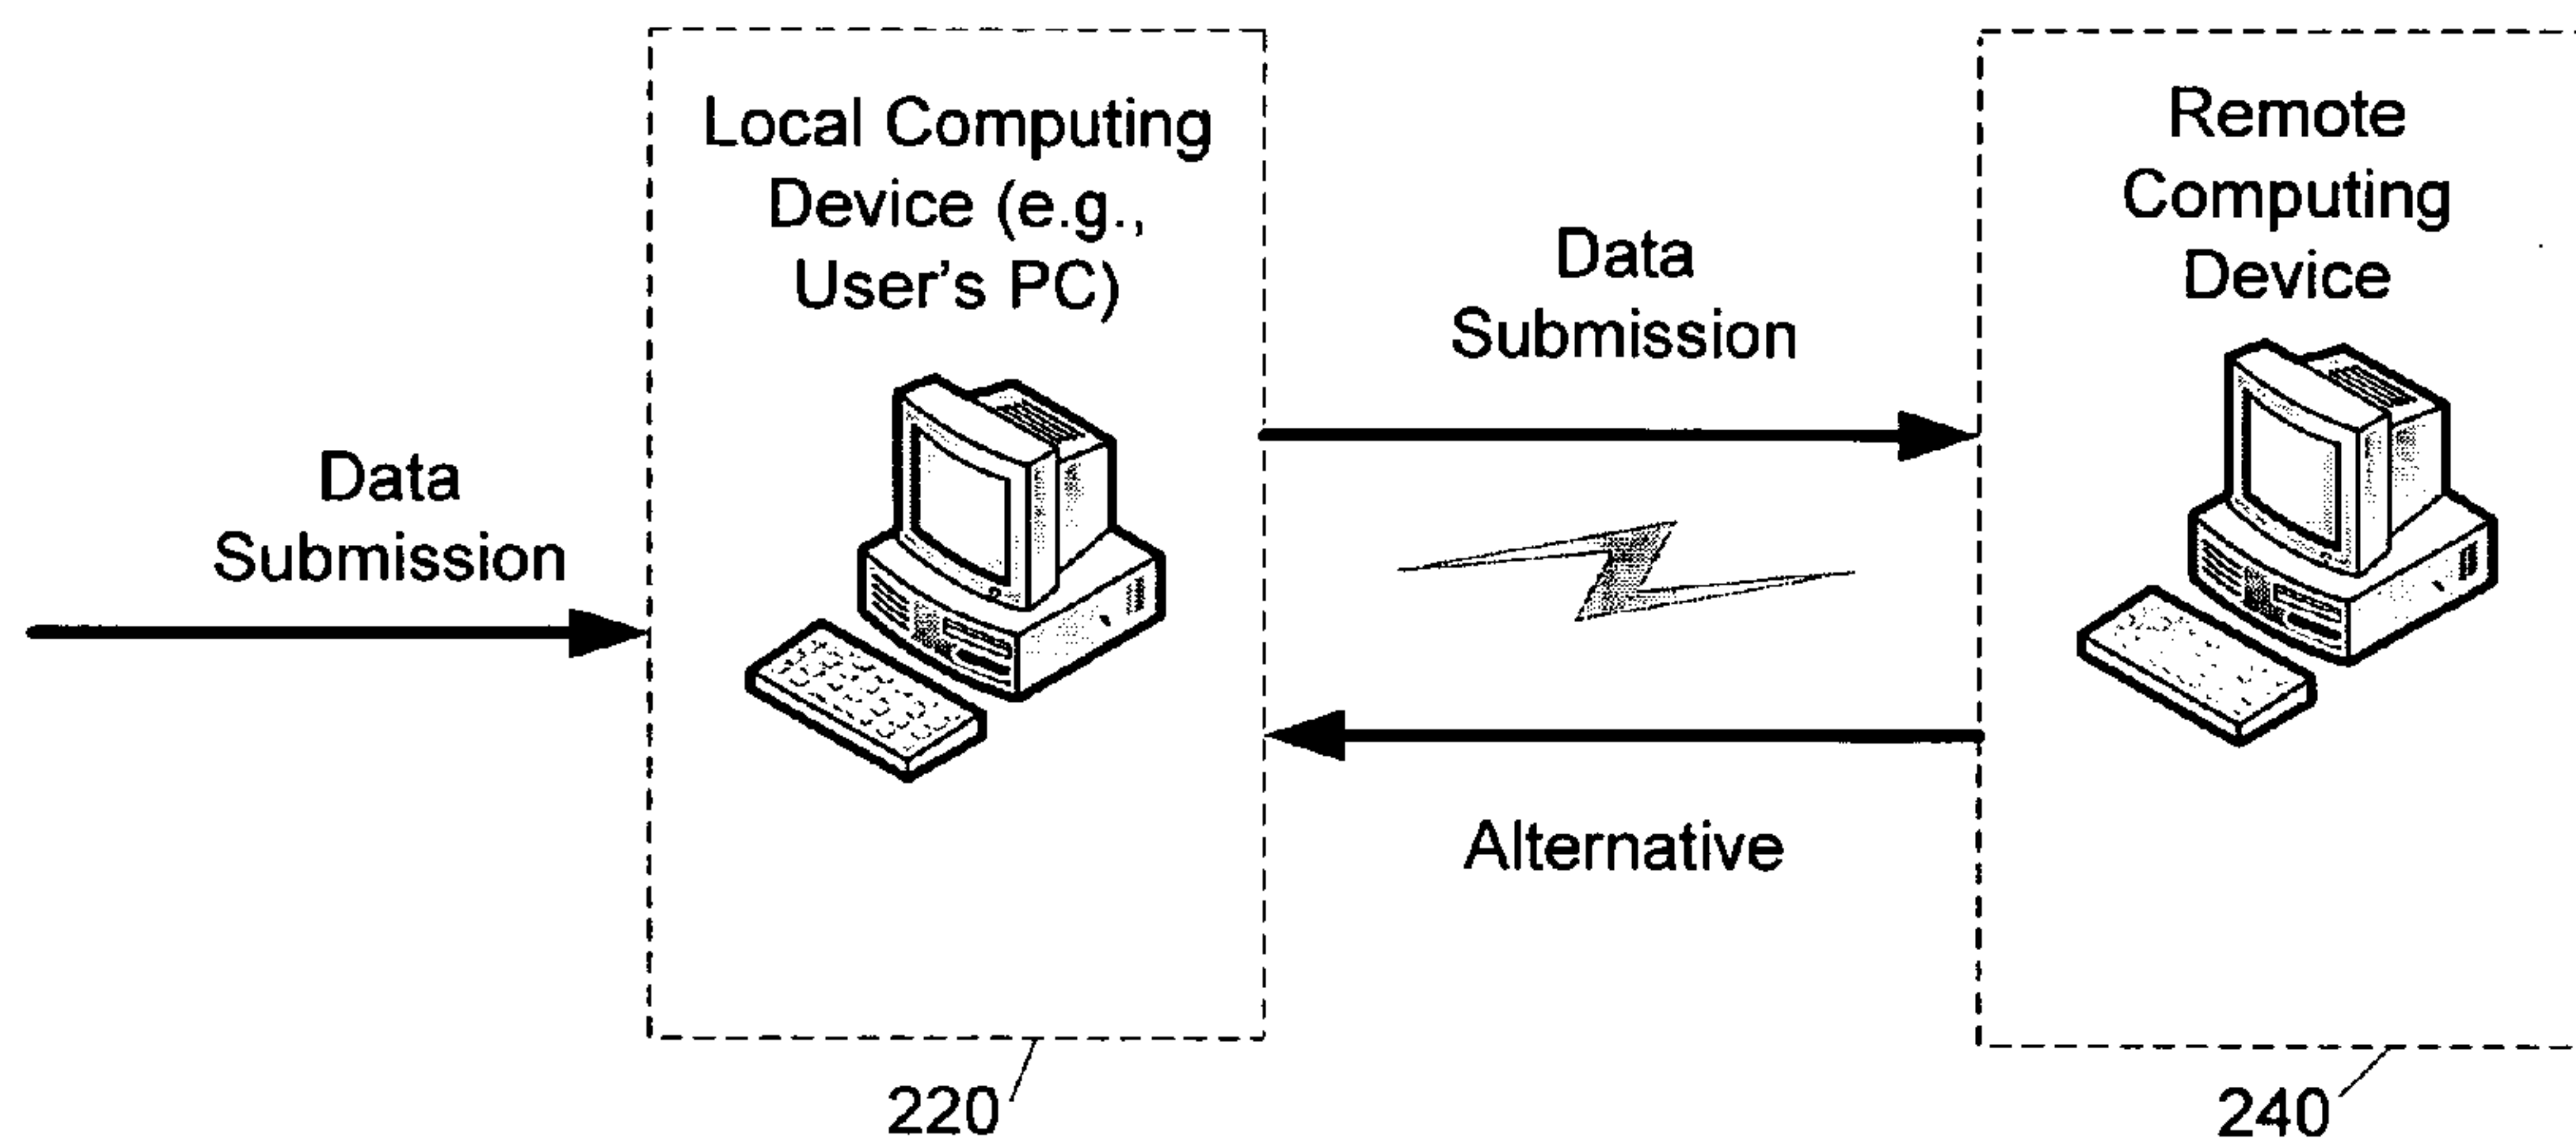 Data
Submission
Local Computing
Device (e.g.,
User's PC)
Data
Submission
Alternative
Remote
Computing
Device
220
240